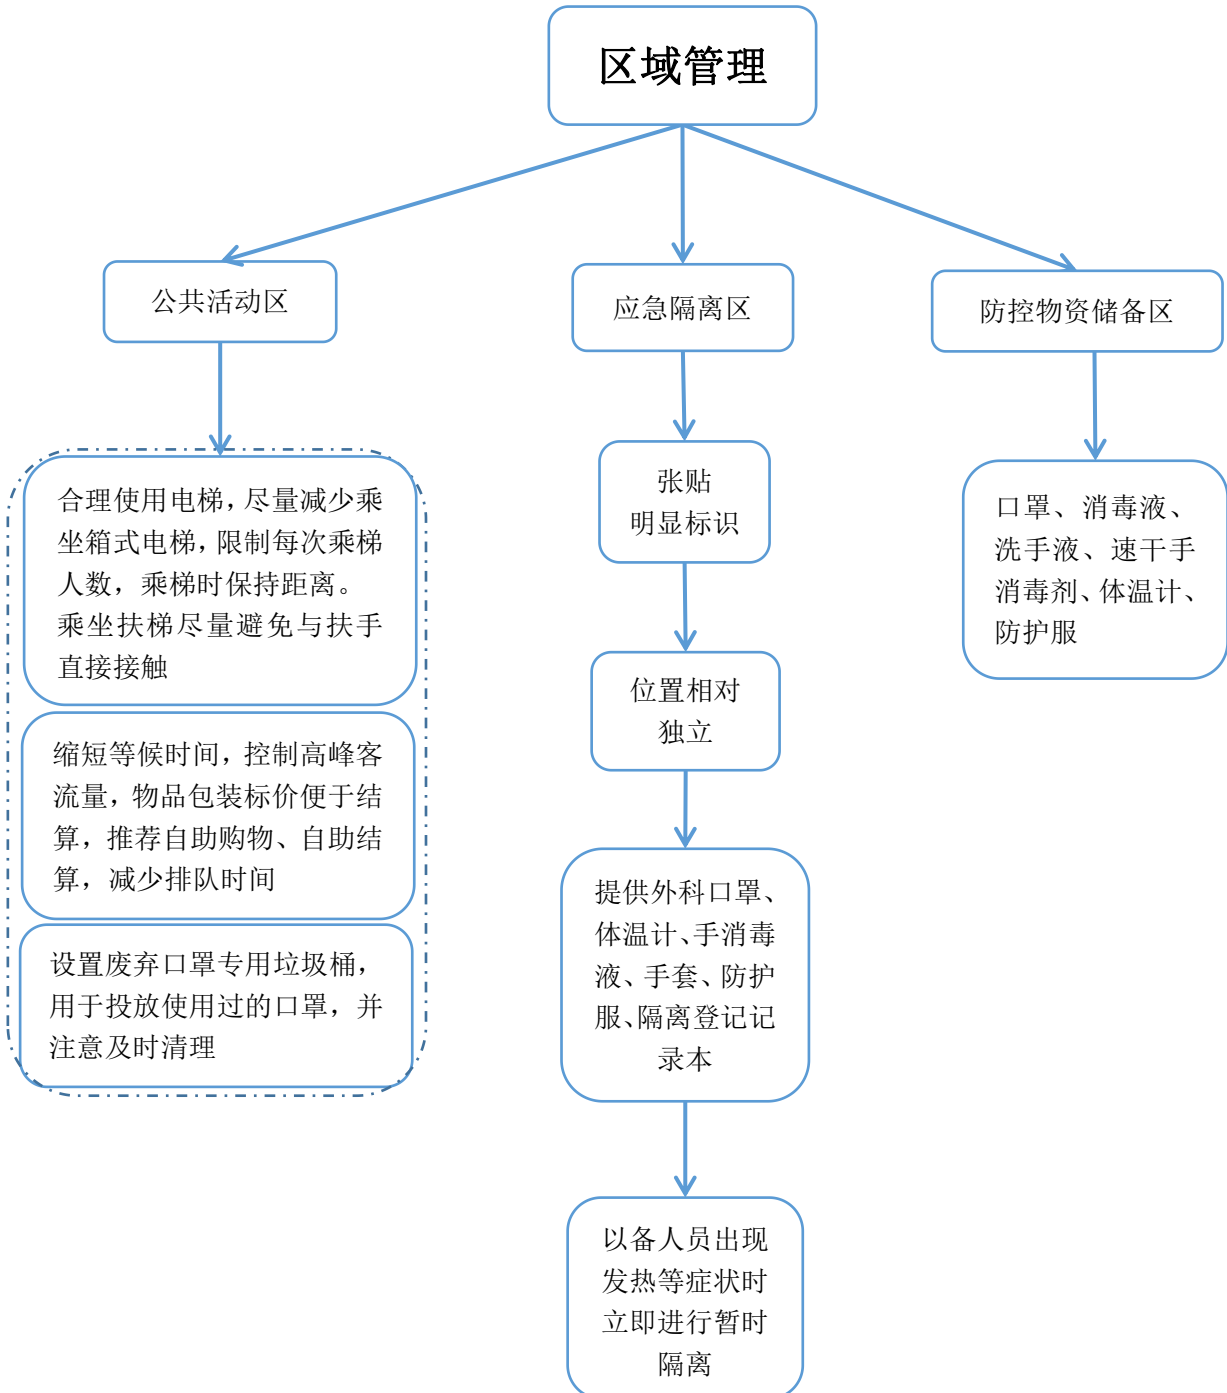 区域管理
公共活动区
合理使用电梯，尽量减少乘
坐箱式电梯，限制每次乘梯
人数，乘梯时保持距离。
乘坐扶梯尽量避免与扶手
直接接触
缩短等候时间，控制高峰客
流量，物品包装标价便于结
算，推荐自助购物、自助结
算，减少排队时间
设置废弃口罩专用垃圾桶，
用于投放使用过的口罩，并
注意及时清理
应急隔离区
张贴
明显标识
位置相对
独立
提供外科口罩、
体温计、手消毒
液、手套、防护
服、隔离登记记
录本
以备人员出现
发热等症状时
立即进行暂时
隔离
防控物资储备区
口罩、消毒液、
洗手液、速干手
消毒剂、体温计、
防护服